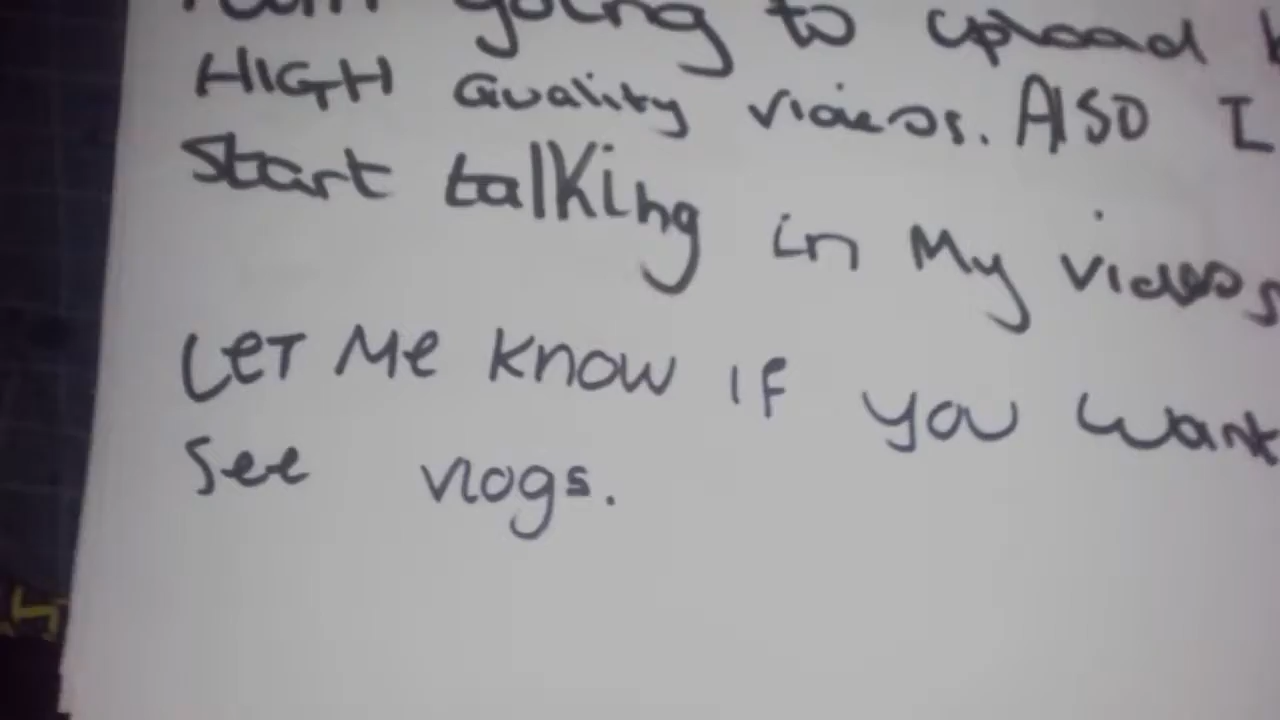 going to upload
HIGH Quality videos. AlSO I
Start talking in My videos
LeT Me know IF you want
See vlogs.